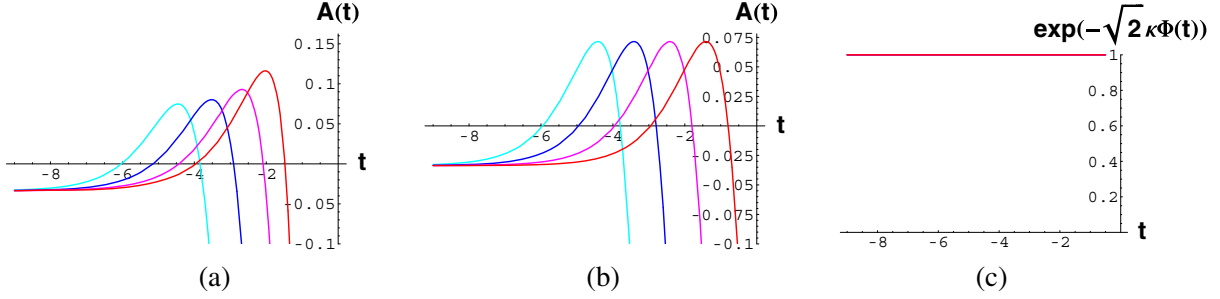 A(t)
0.15
0.1
0.05
-8 -6 -4 -2 t
-0.05
-0.1
(a)
A(t)
0.075
0.05
0.025
-8 -6 -4 -2 t
-0.025
-0.05
-0.075
-0.1
(b)
exp(-√2 κΦ(t))
1
0.8
0.6
0.4
0.2
-8 -6 -4 -2 t
(c)